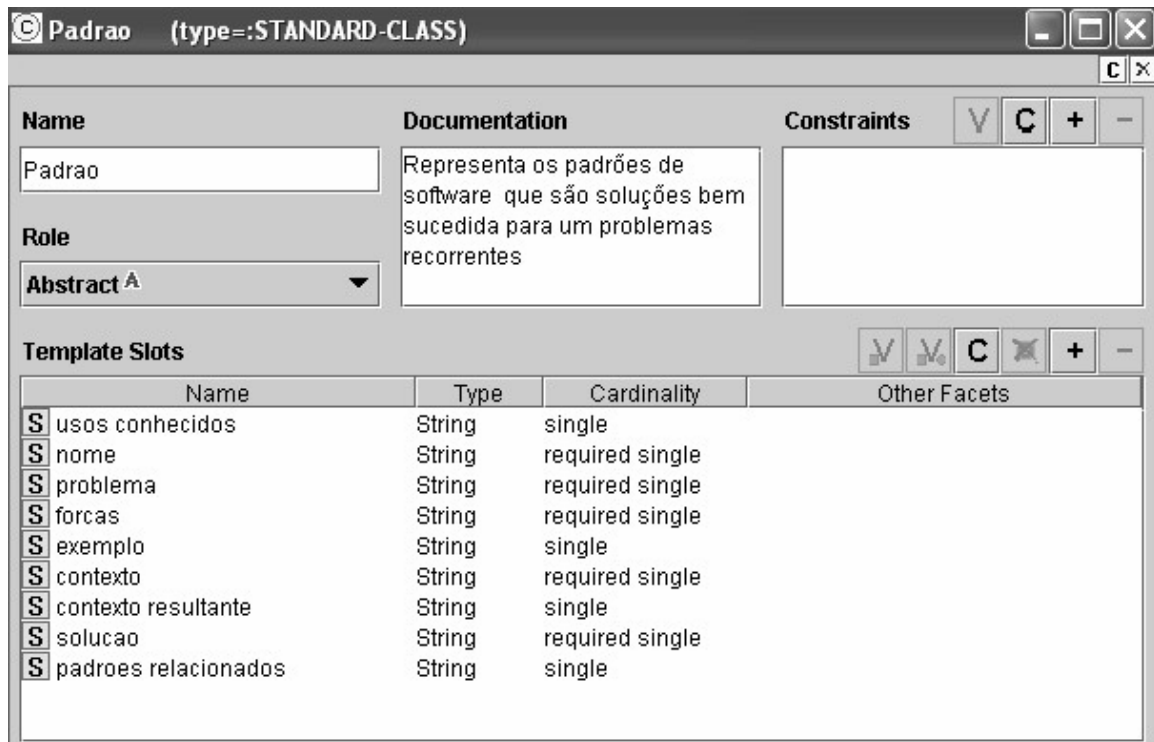 Padrao (type=:STANDARD-CLASS)
C ×
Name Documentation Constraints V C + −
Padrao
Representa os padrões de
software que são soluções bem
sucedida para um problemas
recorrentes
Role
Abstract A
Template Slots V V C + −
Name Type Cardinality Other Facets
S usos conhecidos String single
S nome String required single
S problema String required single
S forcas String required single
S exemplo String single
S contexto String required single
S contexto resultante String single
S solucao String required single
S padroes relacionados String single